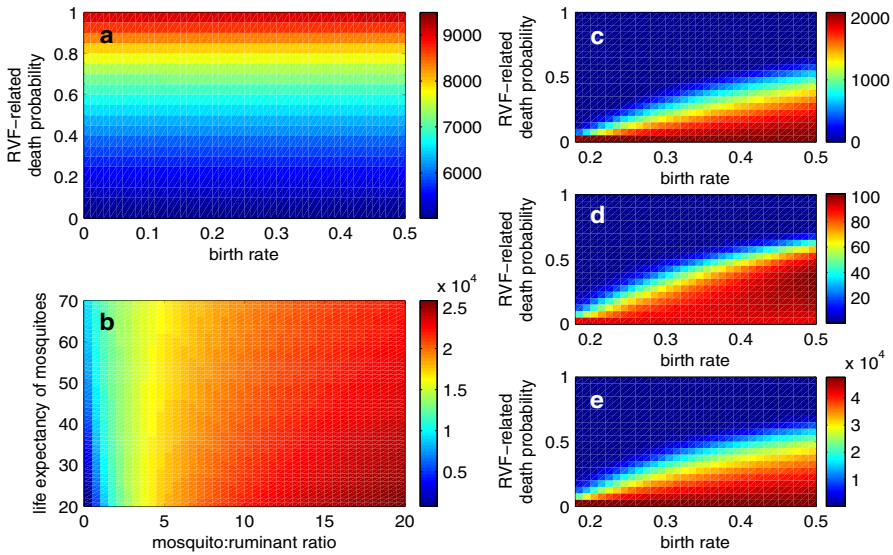 a
RVF-related
death probability
1
0.8
0.6
0.4
0.2
0
0 0.1 0.2 0.3 0.4 0.5
birth rate
9000
8000
7000
6000
b
life expectancy of mosquitoes
70
60
50
40
30
20
0 5 10 15 20
mosquito:ruminant ratio
x 10^4
2.5
2
1.5
1
0.5
c
RVF-related
death probability
1
0.5
0
0.2 0.3 0.4 0.5
birth rate
2000
1000
0
d
RVF-related
death probability
1
0.5
0
0.2 0.3 0.4 0.5
birth rate
100
80
60
40
20
e
RVF-related
death probability
1
0.5
0
0.2 0.3 0.4 0.5
birth rate
x 10^4
4
3
2
1